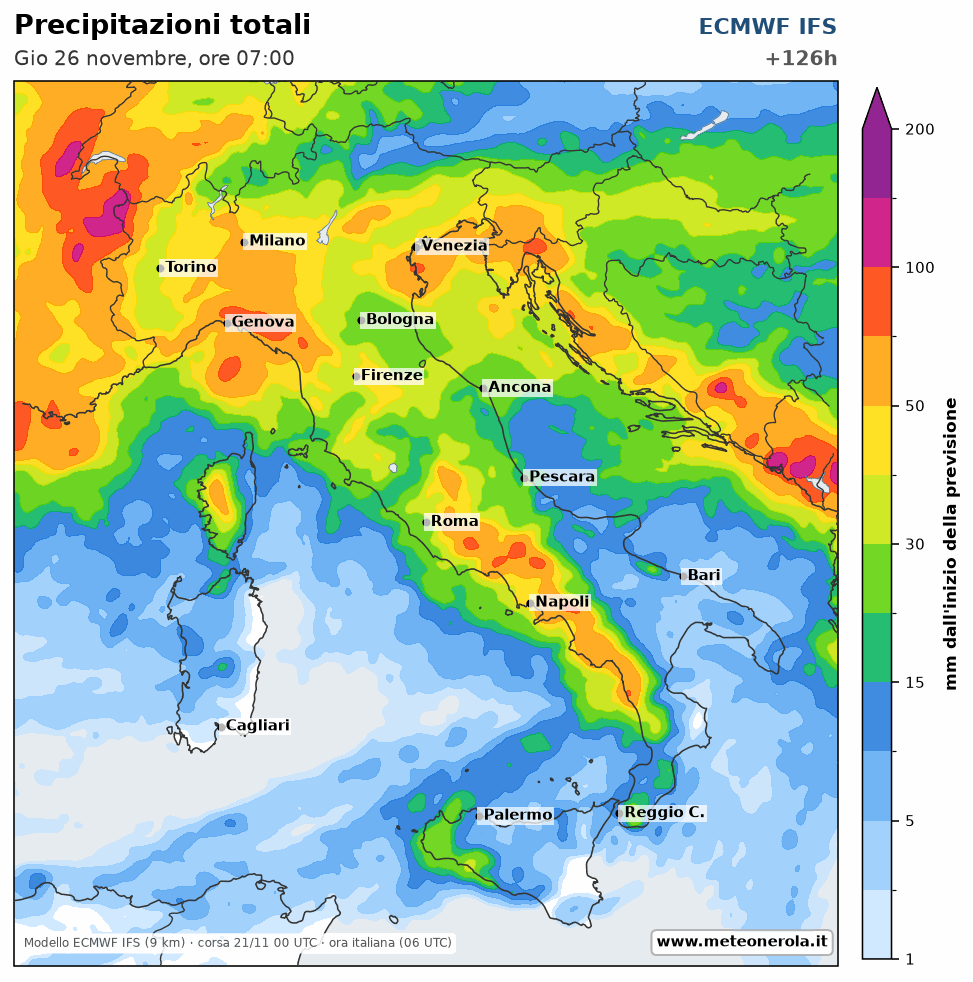 Precipitazioni totali
ECMWF IFS
Gio 26 novembre, ore 07:00
+126h
Milano
Venezia
Torino
Genova
Bologna
Firenze
Ancona
Pescara
Roma
Bari
Napoli
Cagliari
Palermo
Reggio C.
200
100
50
30
15
5
1
mm dall'inizio della previsione
Modello ECMWF IFS (9 km) · corsa 21/11 00 UTC · ora italiana (06 UTC)
www.meteonerola.it